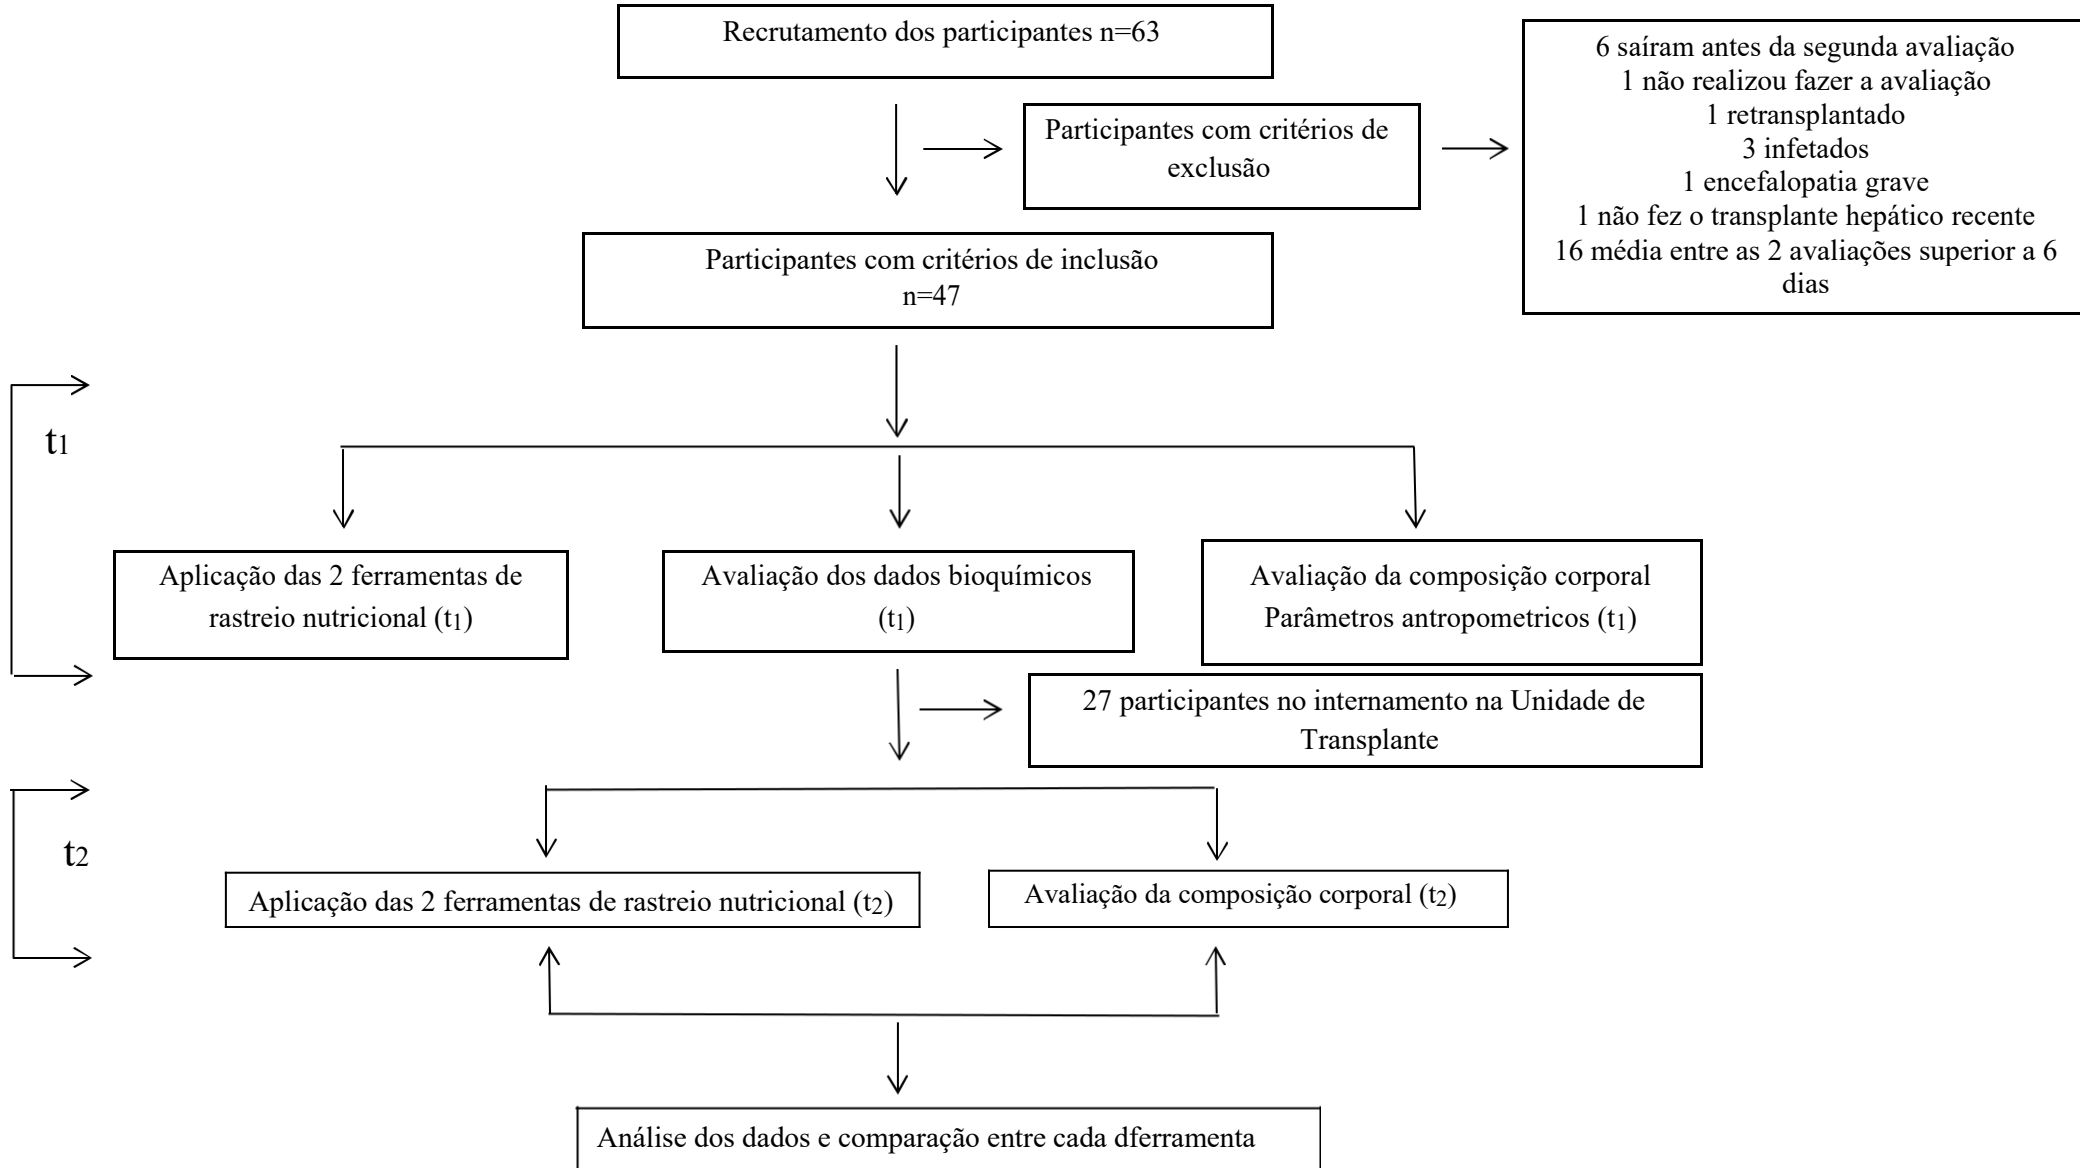 Recrutamento dos participantes n=63
6 saíram antes da segunda avaliação
1 não realizou fazer a avaliação
1 retransplantado
3 infetados
1 encefalopatia grave
1 não fez o transplante hepático recente
16 média entre as 2 avaliações superior a 6
dias
Participantes com critérios de
exclusão
Participantes com critérios de inclusão
n=47
t1
Aplicação das 2 ferramentas de
rastreio nutricional (t1)
Avaliação dos dados bioquímicos
(t1)
Avaliação da composição corporal
Parâmetros antropometricos (t1)
27 participantes no internamento na Unidade de
Transplante
t2
Aplicação das 2 ferramentas de rastreio nutricional (t2)
Avaliação da composição corporal (t2)
Análise dos dados e comparação entre cada dferramenta